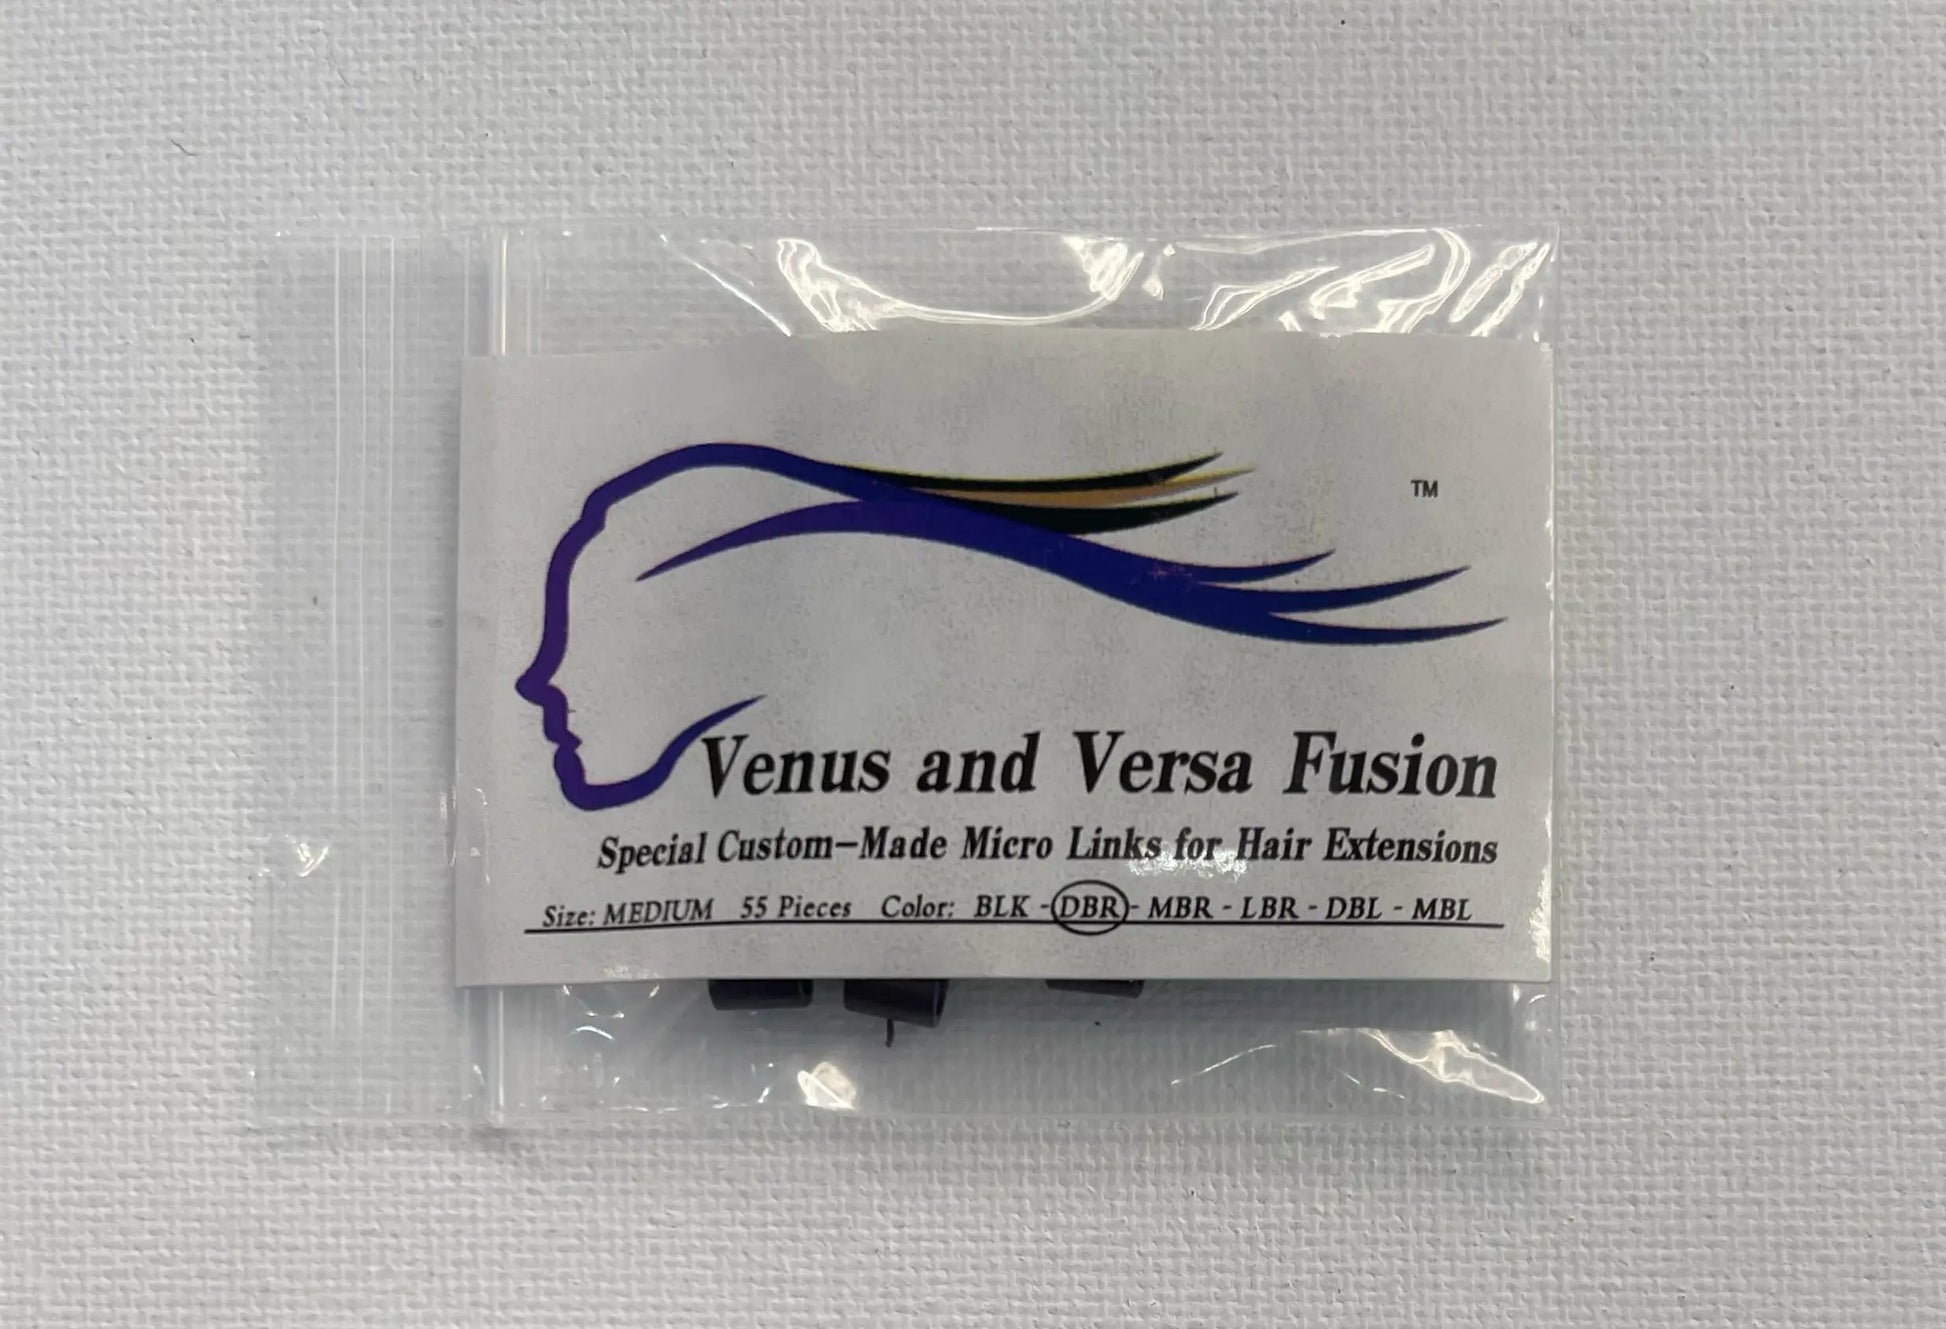 TM
Venus and Versa Fusion
Special Custom-Made Micro Links for Hair Extensions
Size: MEDIUM 55 Pieces Color: BLK - DBR - MBR - LBR - DBL - MBL